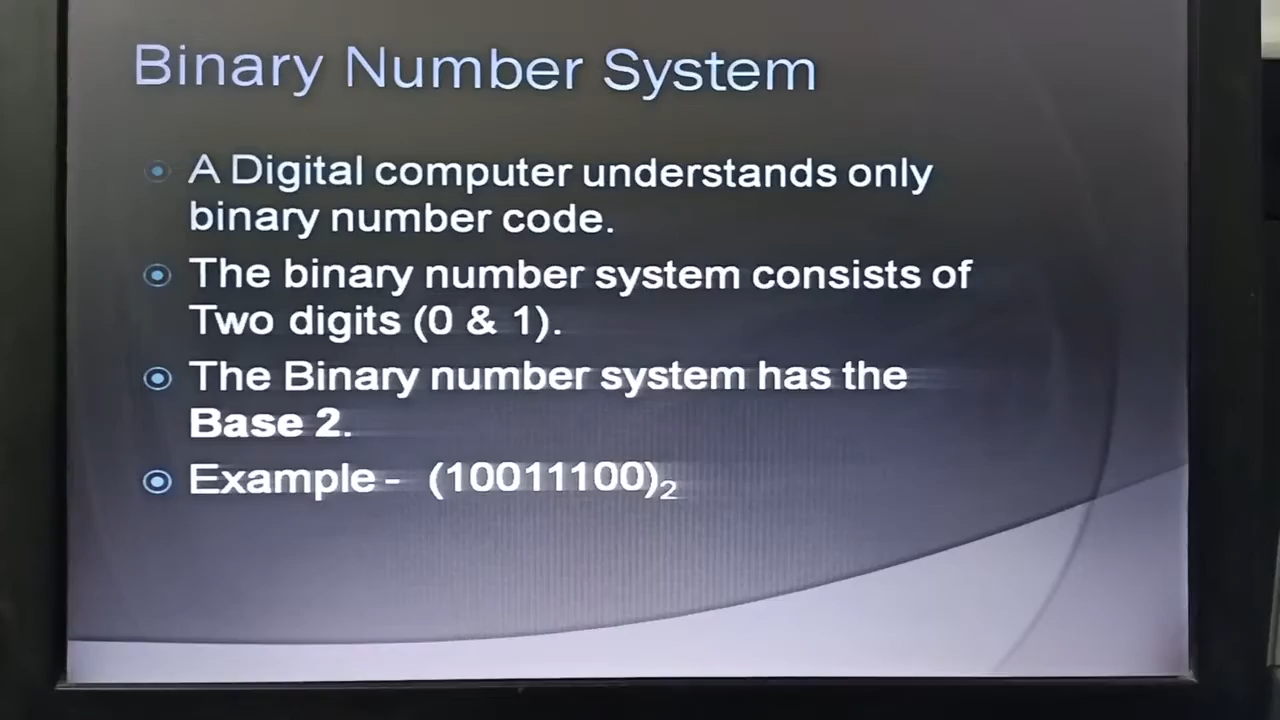 Binary Number System
A Digital computer understands only
binary number code.
The binary number system consists of
Two digits (0 & 1).
The Binary number system has the
Base 2.
Example - (10011100)₂